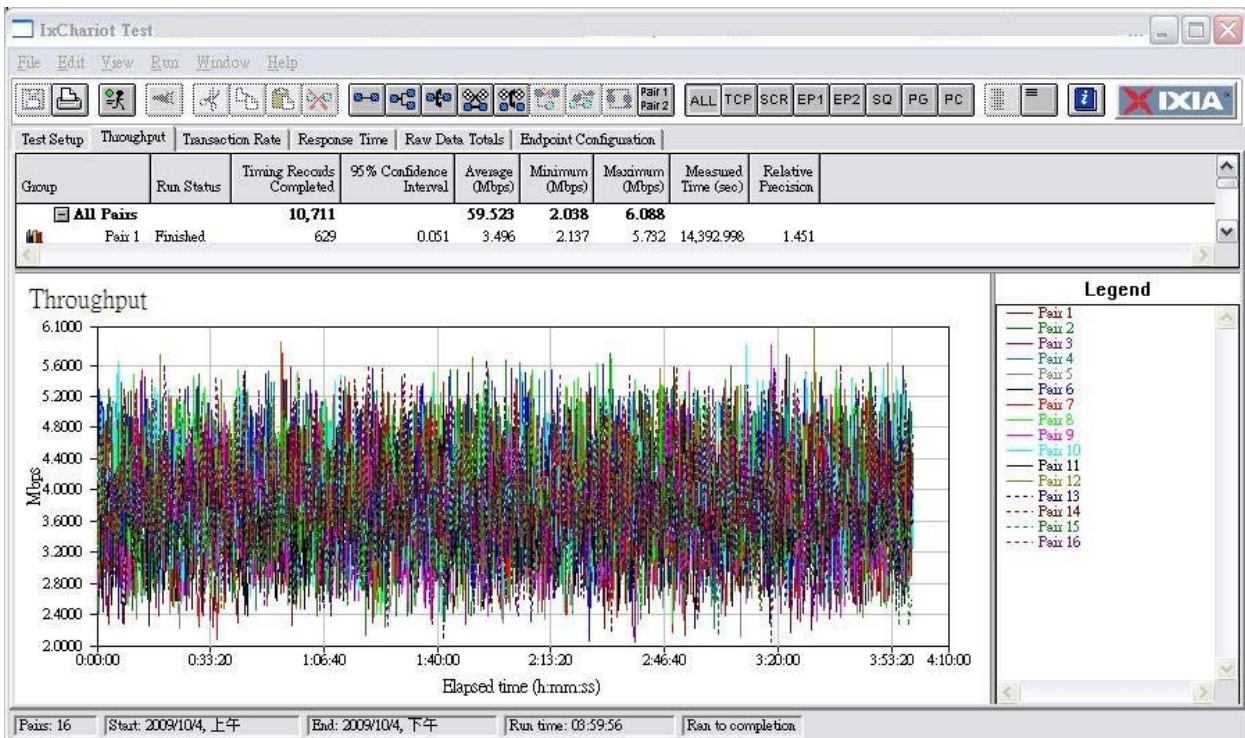 IxChariot Test
File Edit View Run Window Help
Pair 1
Pair 2
ALL TCP SCR EP1 EP2 SQ PG PC
IXIA
Test Setup Throughput Transaction Rate Response Time Raw Data Totals Endpoint Configuration
Group Run Status Timing Records Completed 95% Confidence Interval Average (Mbps) Minimum (Mbps) Maximum (Mbps) Measured Time (sec) Relative Precision
All Pairs 10,711 59.523 2.038 6.088
Pair 1 Finished 629 0.051 3.496 2.137 5.732 14,392.998 1.451
Throughput
Mbps
6.1000
5.6000
5.2000
4.8000
4.4000
4.0000
3.6000
3.2000
2.8000
2.4000
2.0000
0:00:00 0:33:20 1:06:40 1:40:00 2:13:20 2:46:40 3:20:00 3:53:20 4:10:00
Elapsed time (h:mm:ss)
Legend
Pair 1
Pair 2
Pair 3
Pair 4
Pair 5
Pair 6
Pair 7
Pair 8
Pair 9
Pair 10
Pair 11
Pair 12
Pair 13
Pair 14
Pair 15
Pair 16
Pairs: 16 Start: 2009/10/4, 上午 End: 2009/10/4, 下午 Run time: 03:59:56 Ran to completion